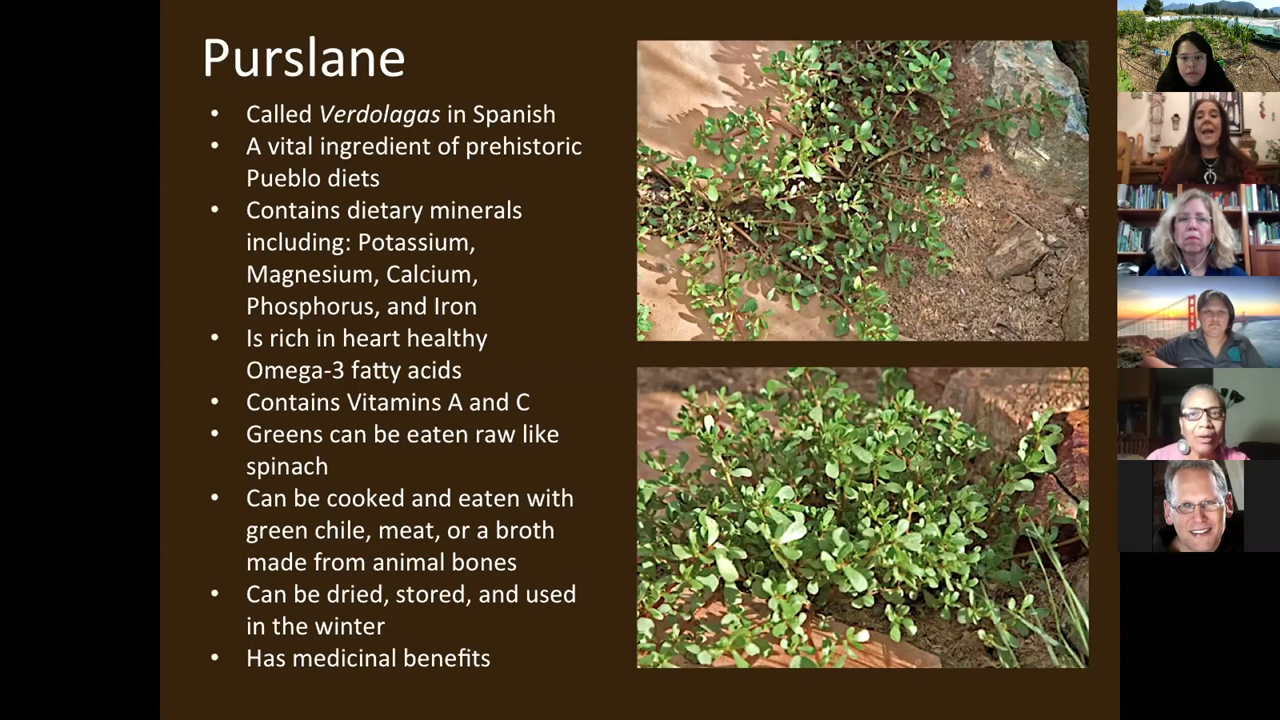 Purslane
• Called Verdolagas in Spanish
• A vital ingredient of prehistoric
Pueblo diets
• Contains dietary minerals
including: Potassium,
Magnesium, Calcium,
Phosphorus, and Iron
• Is rich in heart healthy
Omega-3 fatty acids
• Contains Vitamins A and C
• Greens can be eaten raw like
spinach
• Can be cooked and eaten with
green chile, meat, or a broth
made from animal bones
• Can be dried, stored, and used
in the winter
• Has medicinal benefits